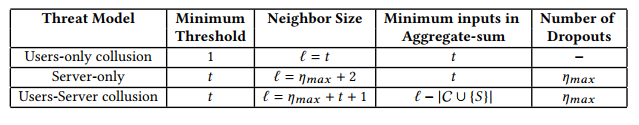 Threat Model Minimum Threshold Neighbor Size Minimum inputs in Aggregate-sum Number of Dropouts
Users-only collusion 1 ℓ = t t –
Server-only t ℓ = η_max + 2 t η_max
Users-Server collusion t ℓ = η_max + t + 1 ℓ − |C ∪ {S}| η_max